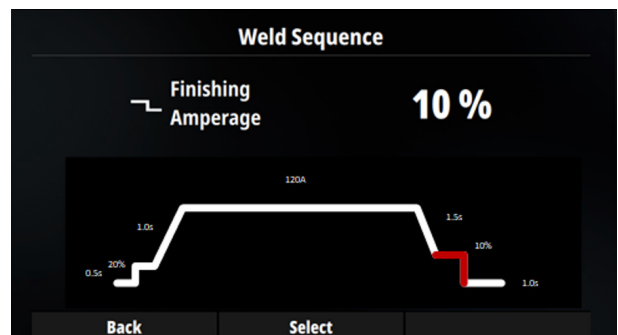 Weld Sequence
Finishing
Amperage
10 %
120A
1.0s
1.5s
20%
10%
0.5s
1.0s
Back
Select